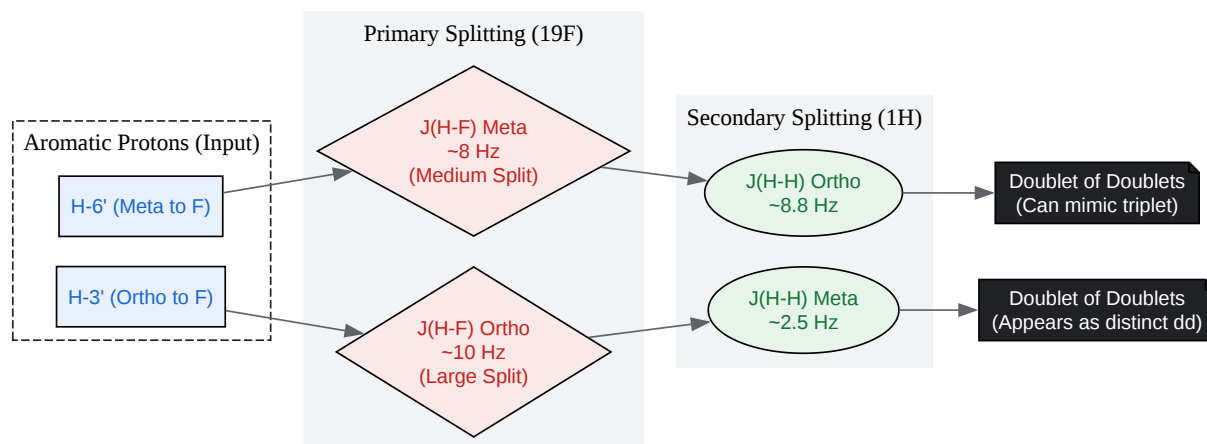 Primary Splitting (19F)
Secondary Splitting (1H)
Aromatic Protons (Input)
J(H-F) Meta
~8 Hz
(Medium Split)
J(H-H) Ortho
~8.8 Hz
Doublet of Doublets
(Can mimic triplet)
H-6' (Meta to F)
H-3' (Ortho to F)
J(H-F) Ortho
~10 Hz
(Large Split)
J(H-H) Meta
~2.5 Hz
Doublet of Doublets
(Appears as distinct dd)